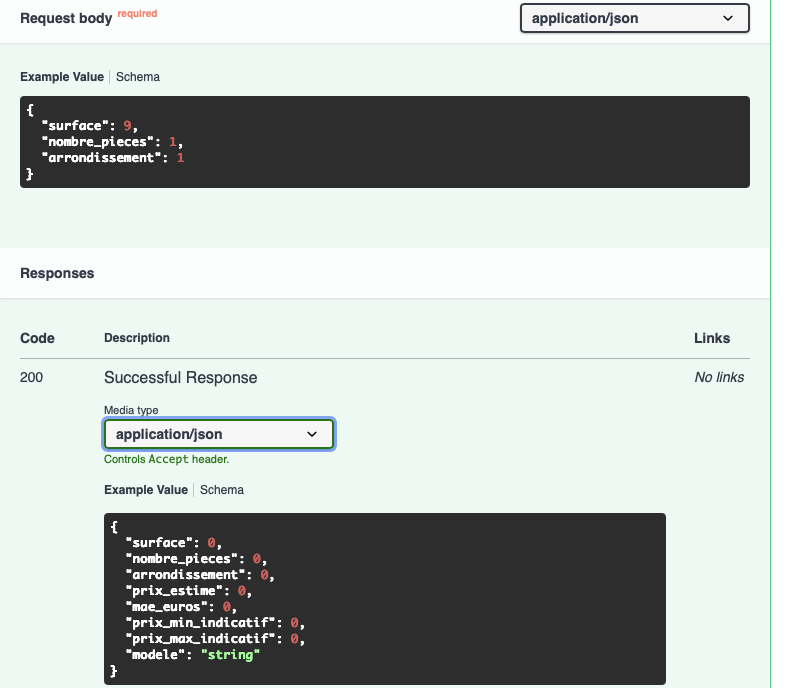 Request body required
application/json
Example Value Schema
{
  "surface": 9,
  "nombre_pieces": 1,
  "arrondissement": 1
}
Responses
Code Description Links
200 Successful Response No links
Media type
application/json
Controls Accept header.
Example Value Schema
{
  "surface": 0,
  "nombre_pieces": 0,
  "arrondissement": 0,
  "prix_estime": 0,
  "mae_euros": 0,
  "prix_min_indicatif": 0,
  "prix_max_indicatif": 0,
  "modele": "string"
}